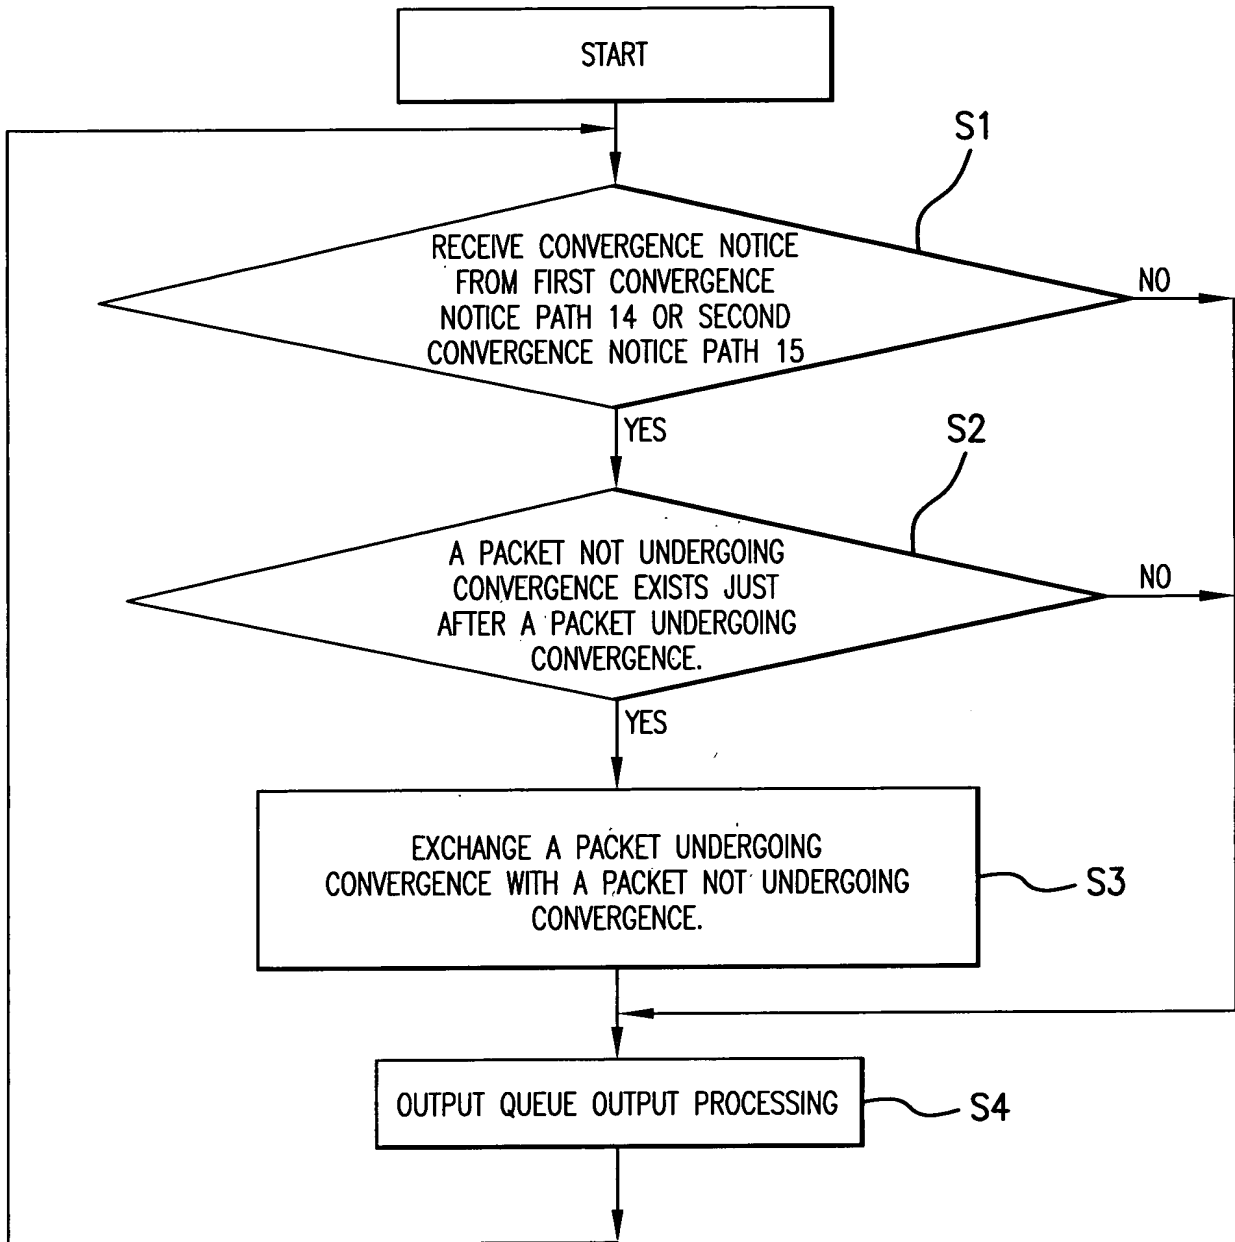 START
S1
RECEIVE CONVERGENCE NOTICE
FROM FIRST CONVERGENCE
NOTICE PATH 14 OR SECOND
CONVERGENCE NOTICE PATH 15
NO
YES
S2
A PACKET NOT UNDERGOING
CONVERGENCE EXISTS JUST
AFTER A PACKET UNDERGOING
CONVERGENCE.
NO
YES
EXCHANGE A PACKET UNDERGOING
CONVERGENCE WITH A PACKET NOT UNDERGOING
CONVERGENCE.
S3
OUTPUT QUEUE OUTPUT PROCESSING
S4